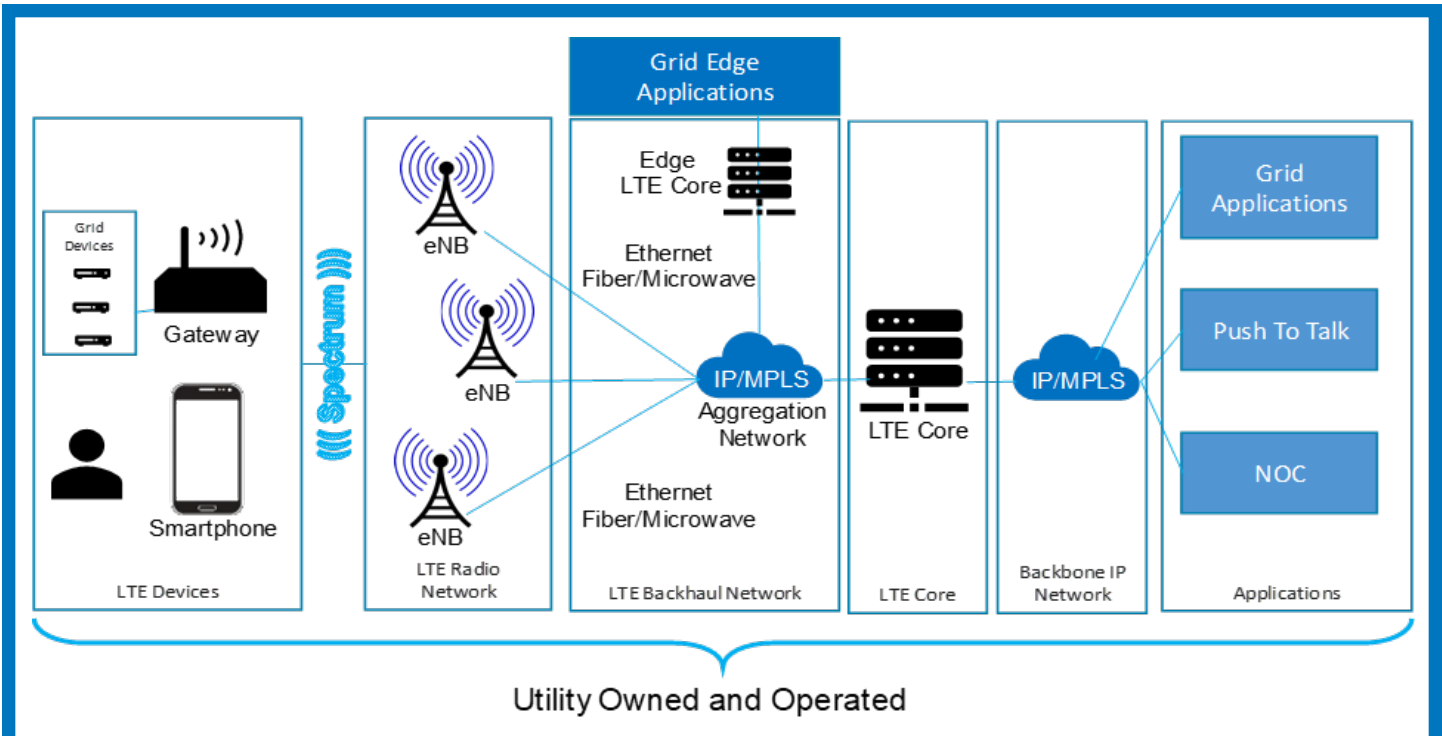 Grid Edge
Applications
Grid
Devices
Gateway
Smartphone
LTE Devices
((( Spectrum )))
eNB
eNB
eNB
LTE Radio
Network
Edge
LTE Core
Ethernet
Fiber/Microwave
IP/MPLS
Aggregation
Network
Ethernet
Fiber/Microwave
LTE Backhaul Network
LTE Core
LTE Core
IP/MPLS
Backbone IP
Network
Grid
Applications
Push To Talk
NOC
Applications
Utility Owned and Operated